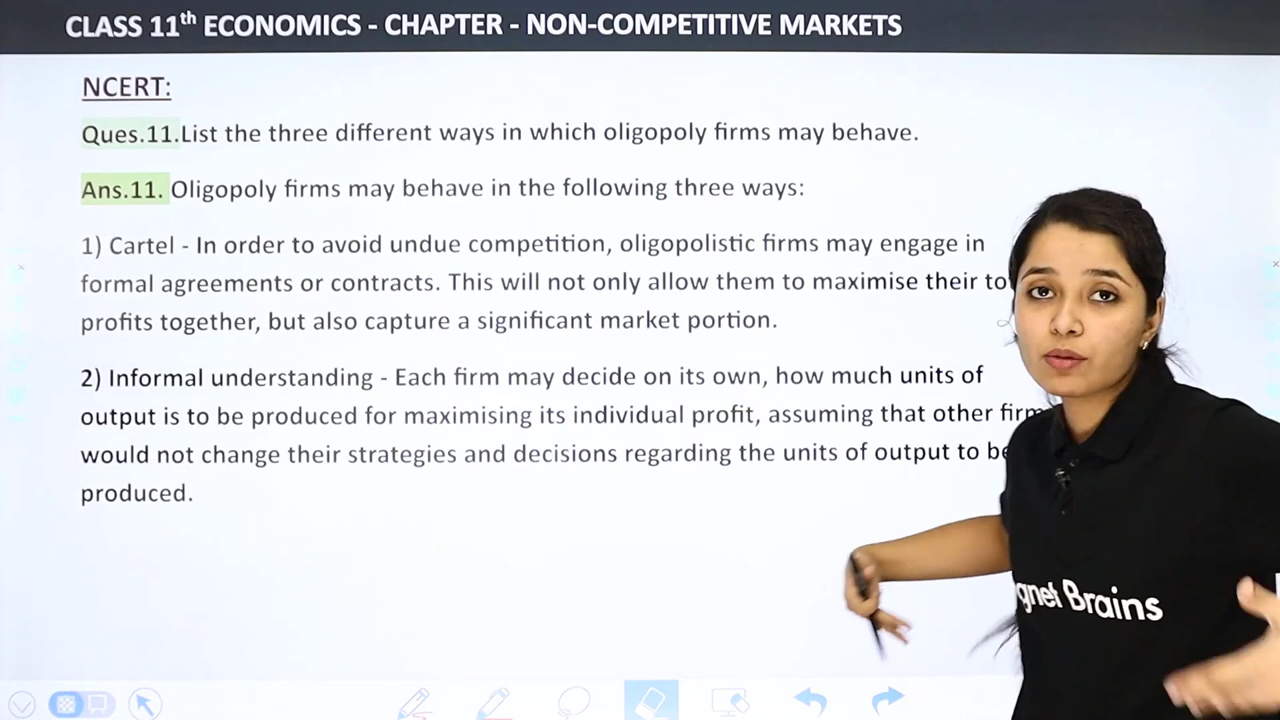 CLASS 11th ECONOMICS - CHAPTER - NON-COMPETITIVE MARKETS
NCERT:
Ques.11.List the three different ways in which oligopoly firms may behave.
Ans.11. Oligopoly firms may behave in the following three ways:
1) Cartel - In order to avoid undue competition, oligopolistic firms may engage in
formal agreements or contracts. This will not only allow them to maximise their
profits together, but also capture a significant market portion.
2) Informal understanding - Each firm may decide on its own, how much units of
output is to be produced for maximising its individual profit, assuming that other
would not change their strategies and decisions regarding the units of output to be
produced.
gnet Brains